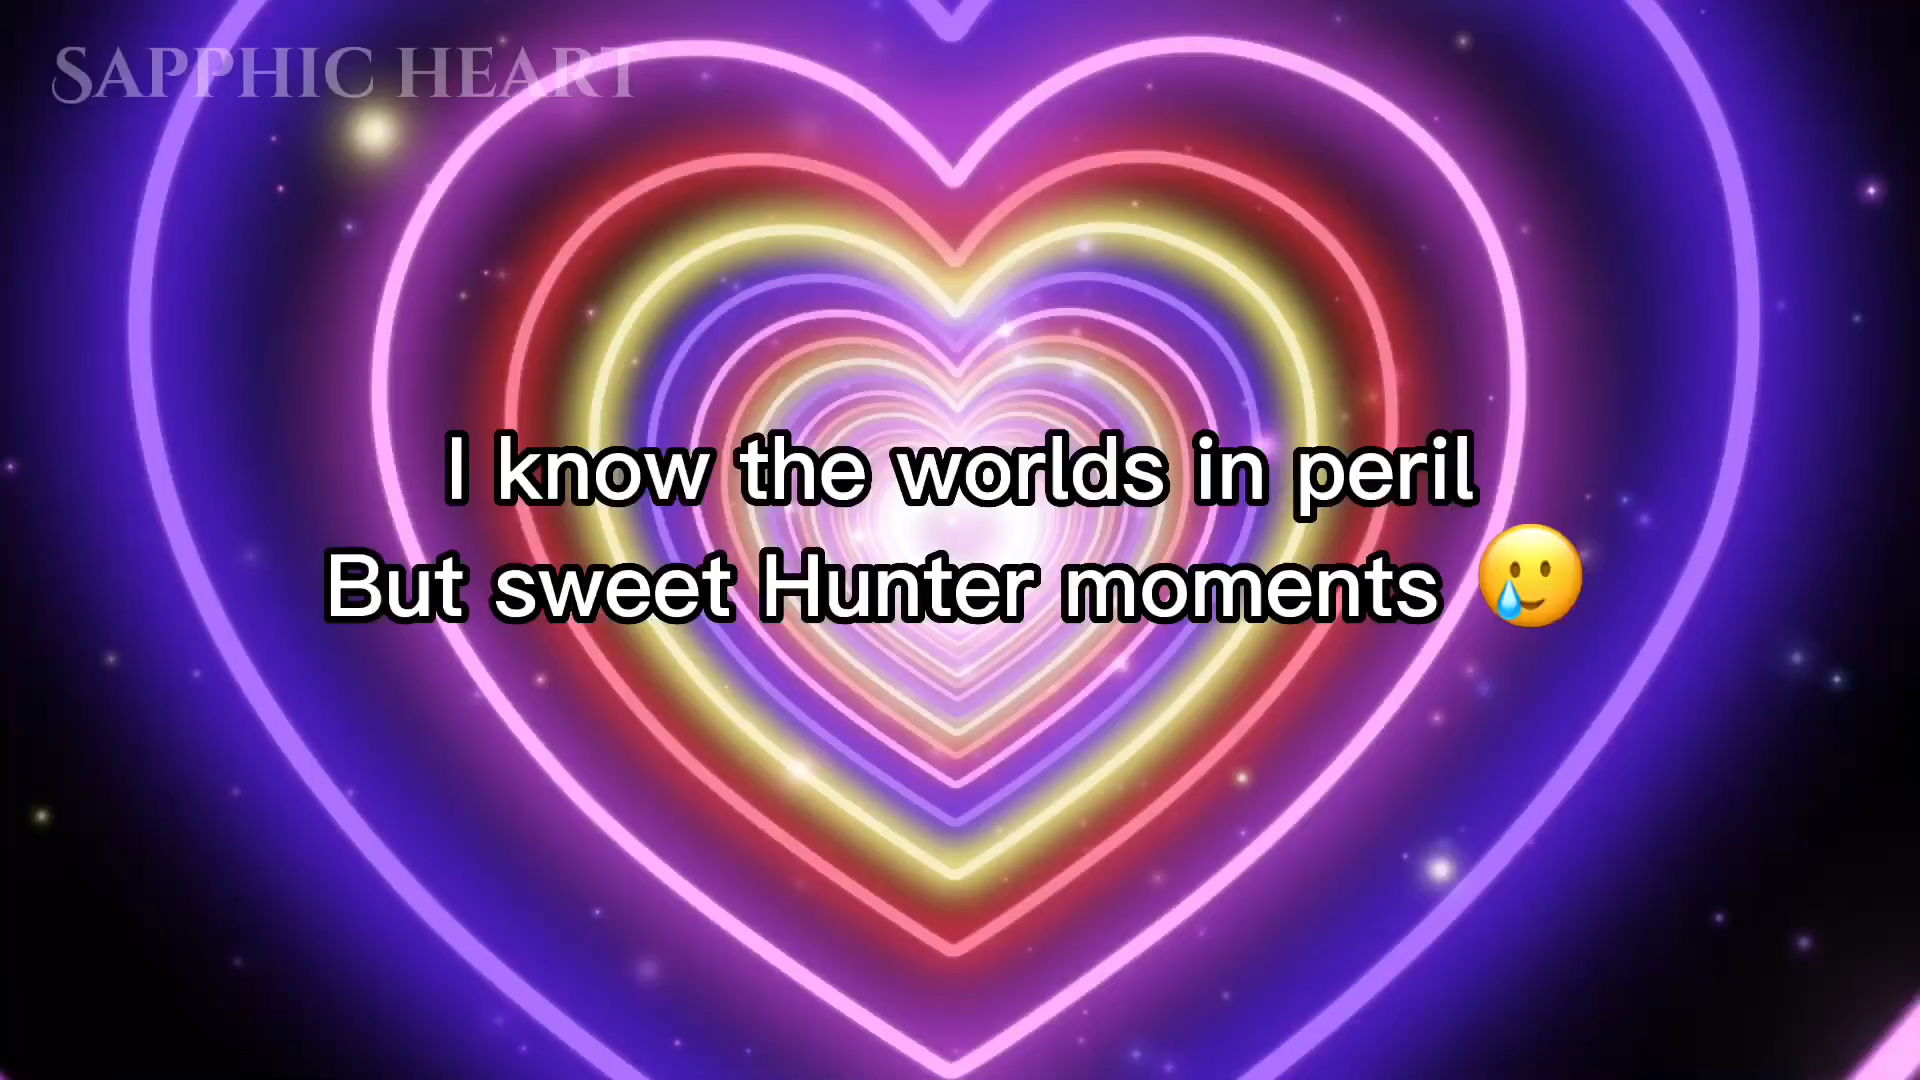 SAPPHIC HEART
I know the worlds in peril
But sweet Hunter moments 🥲